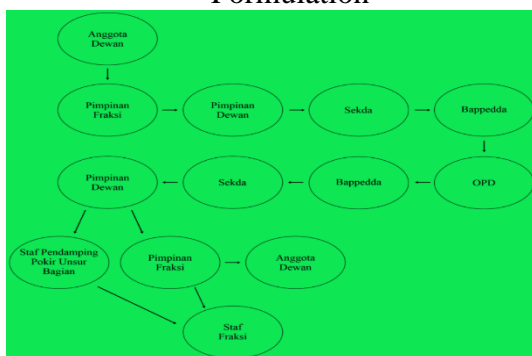 Formulation
Anggota
Dewan
Pimpinan
Fraksi
Pimpinan
Dewan
Sekda
Bappedda
Pimpinan
Dewan
Sekda
Bappedda
OPD
Staf Pendamping
Pokir Unsur
Bagian
Pimpinan
Fraksi
Anggota
Dewan
Staf
Fraksi